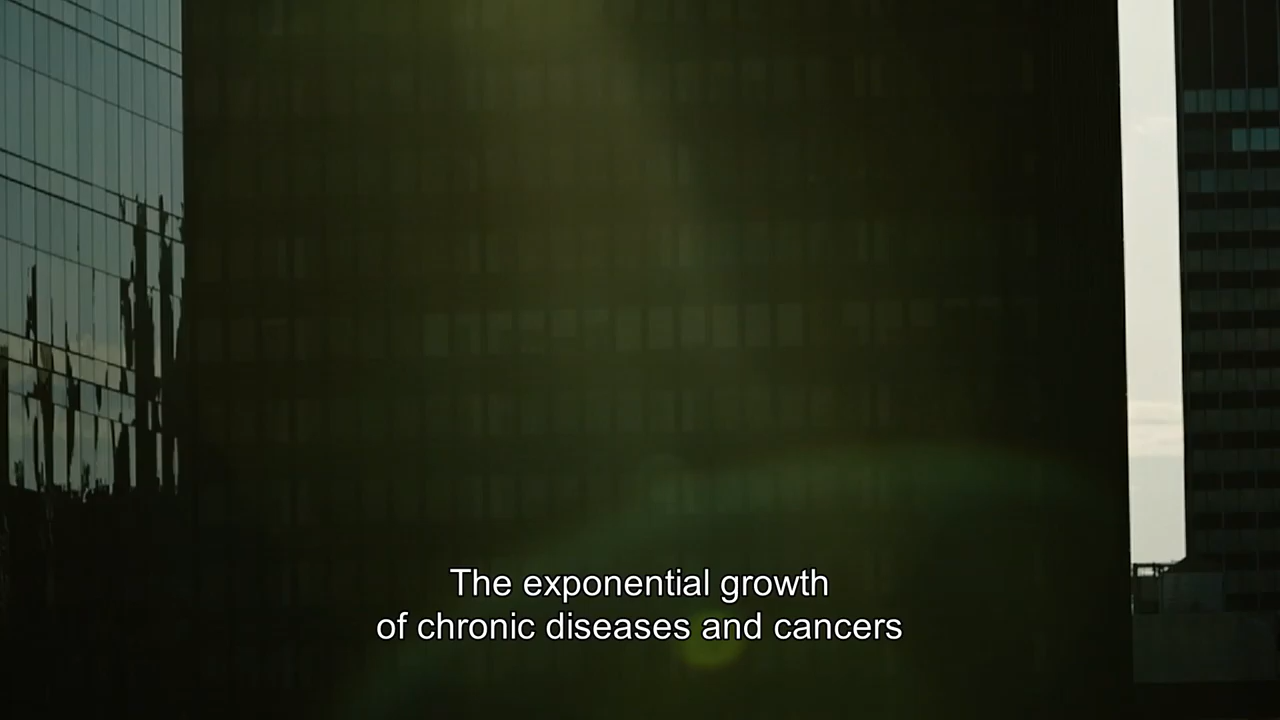 The exponential growth
of chronic diseases and cancers